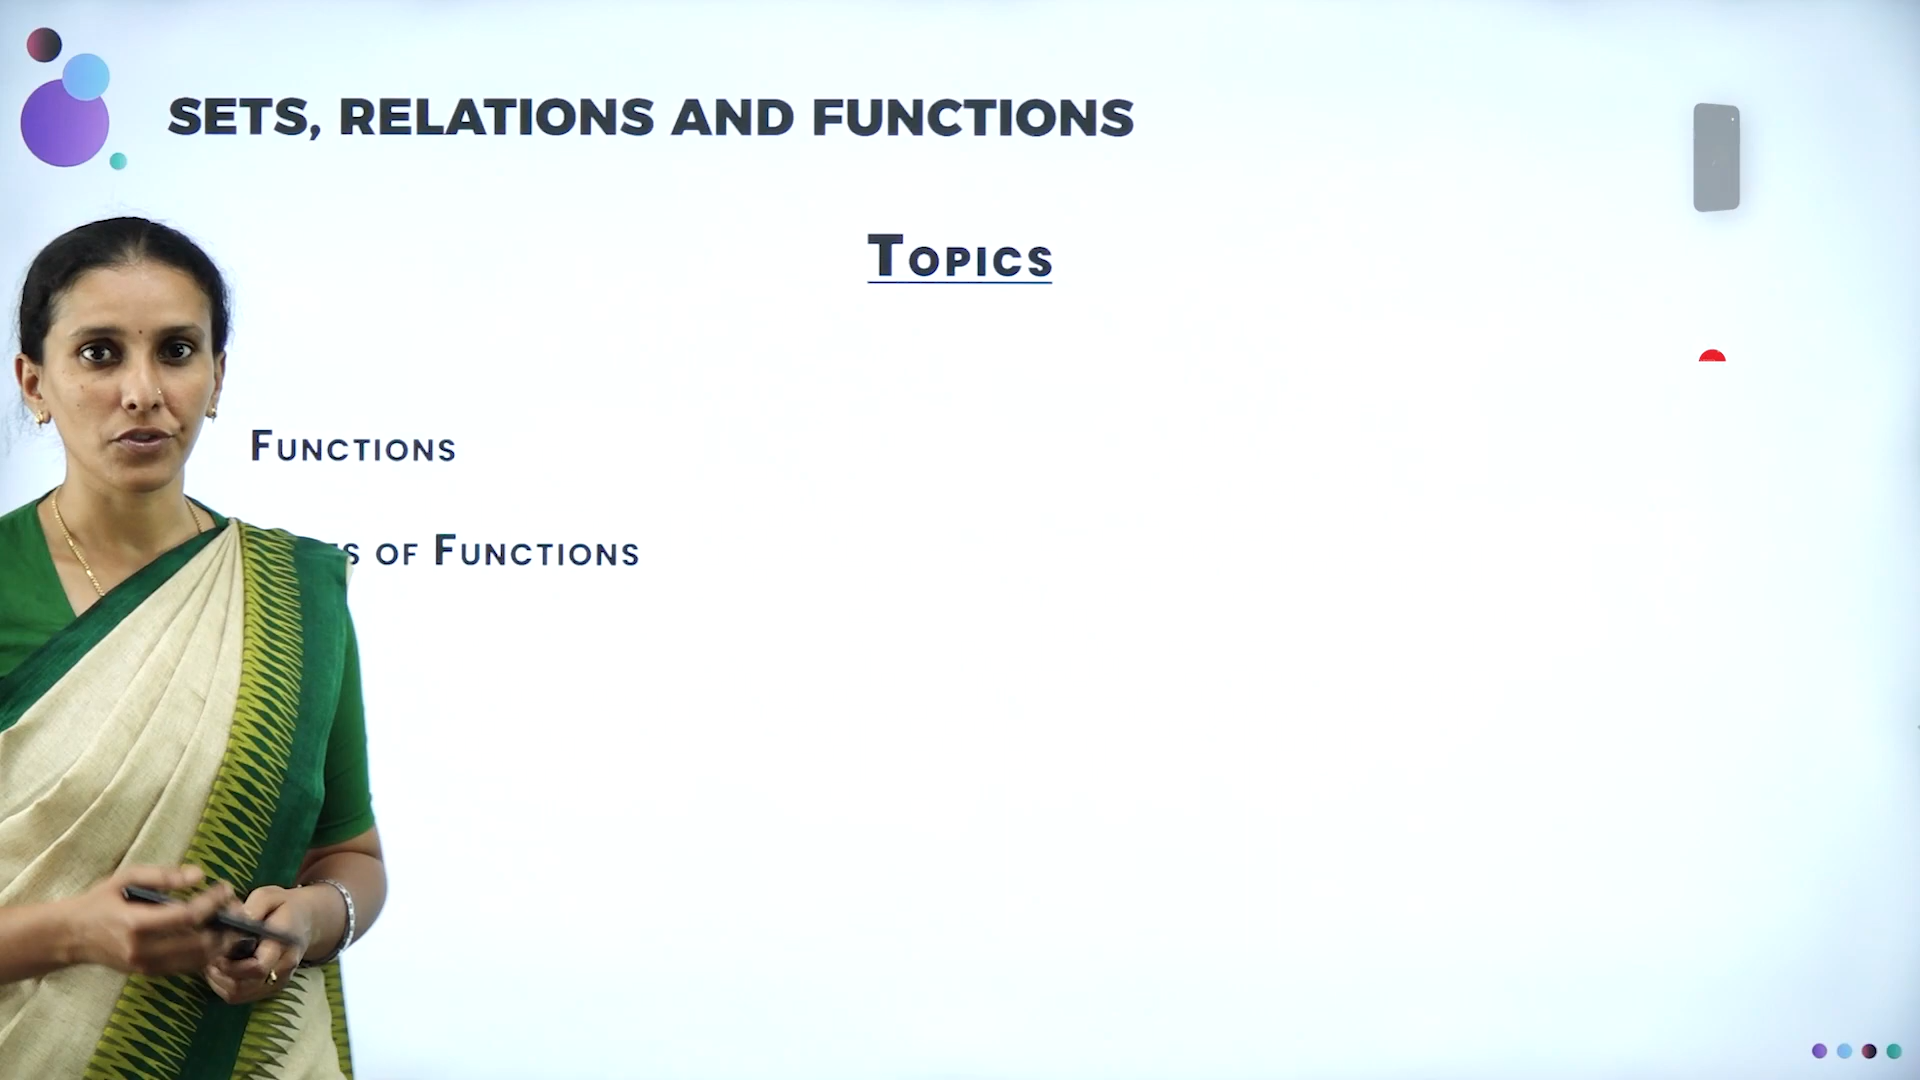 SETS, RELATIONS AND FUNCTIONS
TOPICS
FUNCTIONS
OF FUNCTIONS